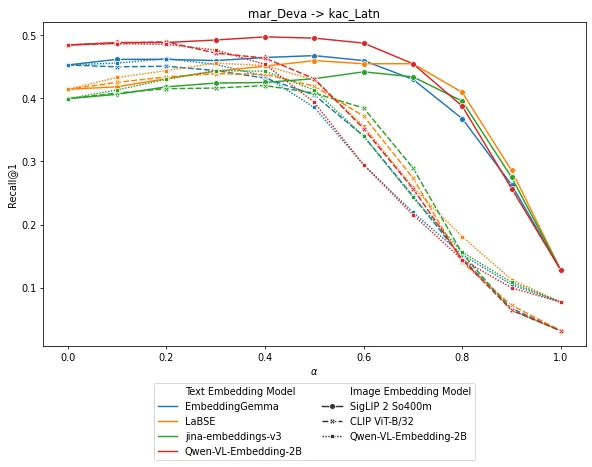 mar_Deva -> kac_Latn
Recall@1
0.5
0.4
0.3
0.2
0.1
0.0 0.2 0.4 0.6 0.8 1.0
α
Text Embedding Model
EmbeddingGemma
LaBSE
jina-embeddings-v3
Qwen-VL-Embedding-2B
Image Embedding Model
SigLIP 2 So400m
CLIP ViT-B/32
Qwen-VL-Embedding-2B